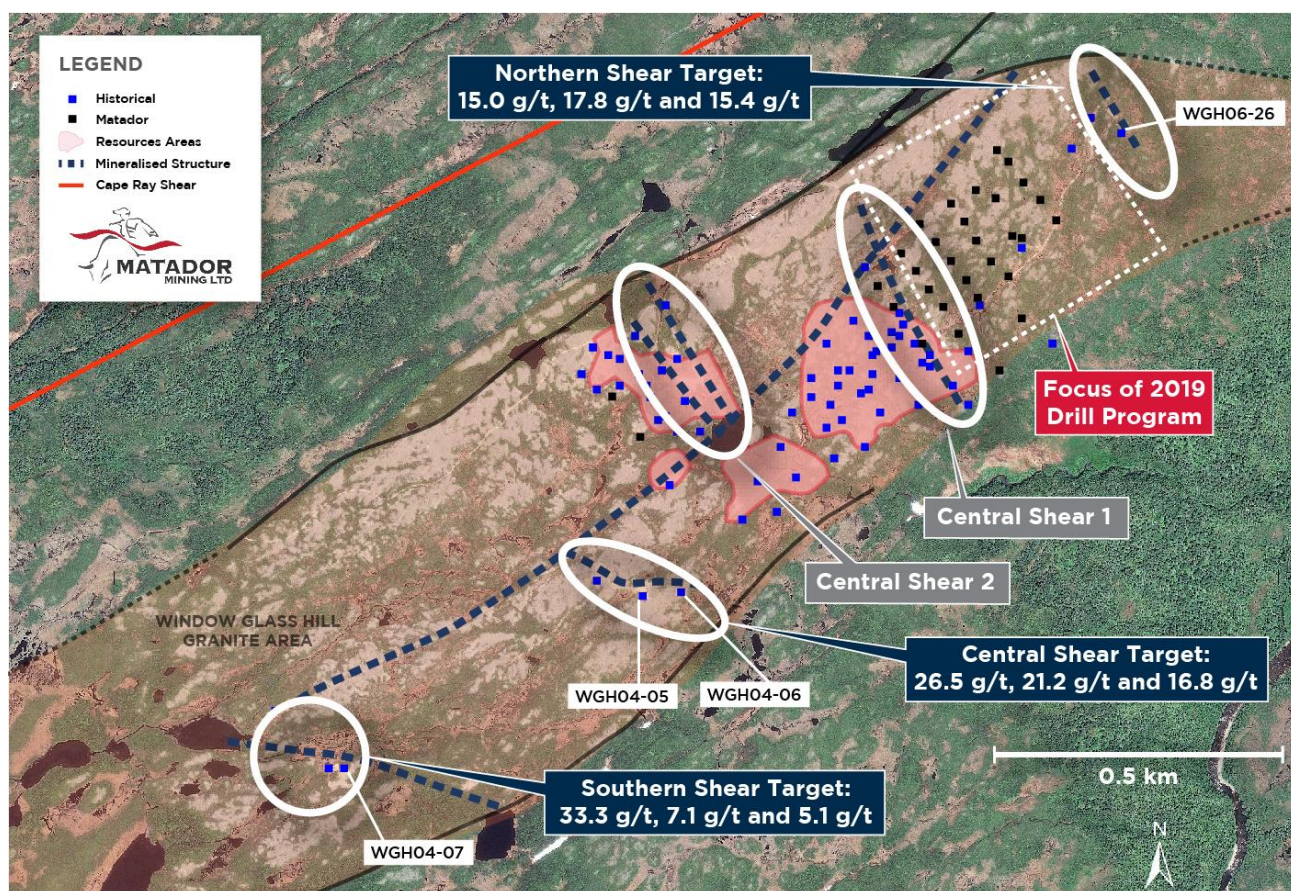 LEGEND
Historical
Matador
Resources Areas
Mineralised Structure
Cape Ray Shear
MATADOR
MINING LTD
Northern Shear Target:
15.0 g/t, 17.8 g/t and 15.4 g/t
WGH06-26
Focus of 2019
Drill Program
Central Shear 1
Central Shear 2
WINDOW GLASS HILL
GRANITE AREA
WGH04-05
WGH04-06
Central Shear Target:
26.5 g/t, 21.2 g/t and 16.8 g/t
Southern Shear Target:
33.3 g/t, 7.1 g/t and 5.1 g/t
WGH04-07
0.5 km
N